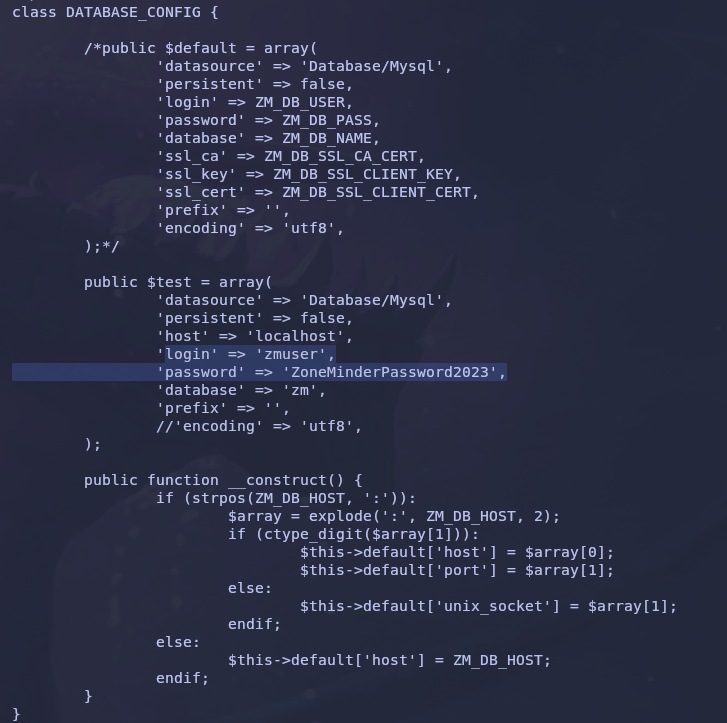 class DATABASE_CONFIG {
/*public $default = array(
'datasource' => 'Database/Mysql',
'persistent' => false,
'login' => ZM_DB_USER,
'password' => ZM_DB_PASS,
'database' => ZM_DB_NAME,
'ssl_ca' => ZM_DB_SSL_CA_CERT,
'ssl_key' => ZM_DB_SSL_CLIENT_KEY,
'ssl_cert' => ZM_DB_SSL_CLIENT_CERT,
'prefix' => '',
'encoding' => 'utf8',
);*/
public $test = array(
'datasource' => 'Database/Mysql',
'persistent' => false,
'host' => 'localhost',
'login' => 'zmuser',
'password' => 'ZoneMinderPassword2023',
'database' => 'zm',
'prefix' => '',
//'encoding' => 'utf8',
);
public function __construct() {
if (strpos(ZM_DB_HOST, ':')):
$array = explode(':', ZM_DB_HOST, 2);
if (ctype_digit($array[1])):
$this->default['host'] = $array[0];
$this->default['port'] = $array[1];
else:
$this->default['unix_socket'] = $array[1];
endif;
else:
$this->default['host'] = ZM_DB_HOST;
endif;
}
}